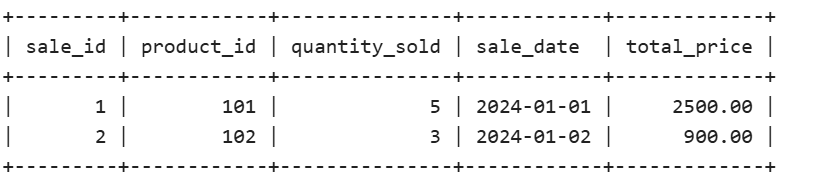 +---------+------------+---------------+------------+-------------+
| sale_id | product_id | quantity_sold | sale_date  | total_price |
+---------+------------+---------------+------------+-------------+
|       1 |        101 |             5 | 2024-01-01 |     2500.00 |
|       2 |        102 |             3 | 2024-01-02 |      900.00 |
+---------+------------+---------------+------------+-------------+